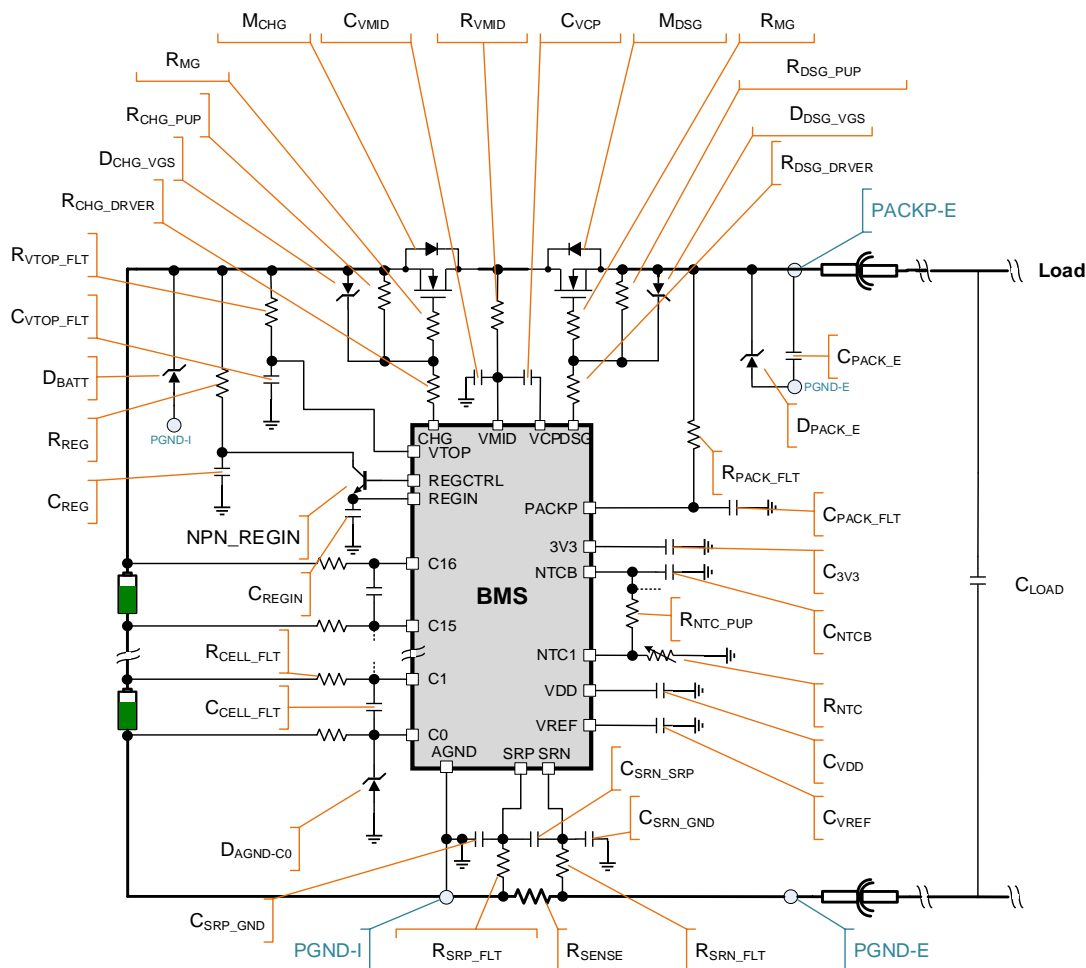 MCHG CVMID RVMID CVCP MDSG RMG
RMG
RDSG_PUP
RCHG_PUP
DDSG_VGS
DCHG_VGS
RDSG_DRVER
RCHG_DRVER
PACKP-E
RVTOP_FLT
Load
CVTOP_FLT
CPACK_E
DBATT
PGND-E
PGND-I
DPACK_E
RREG
CHG VMID VCP DSG
VTOP
RPACK_FLT
REGCTRL
CREG
REGIN
PACKP
CPACK_FLT
NPN_REGIN
3V3
C16
NTCB
C3V3
CREGIN
BMS
CLOAD
RNTC_PUP
C15
CNTCB
RCELL_FLT
NTC1
C1
VDD
RNTC
CCELL_FLT
VREF
C0
AGND
SRP SRN
CVDD
CSRN_SRP
CSRN_GND
CVREF
DAGND-C0
CSRP_GND
PGND-I
RSRP_FLT
RSENSE
RSRN_FLT
PGND-E